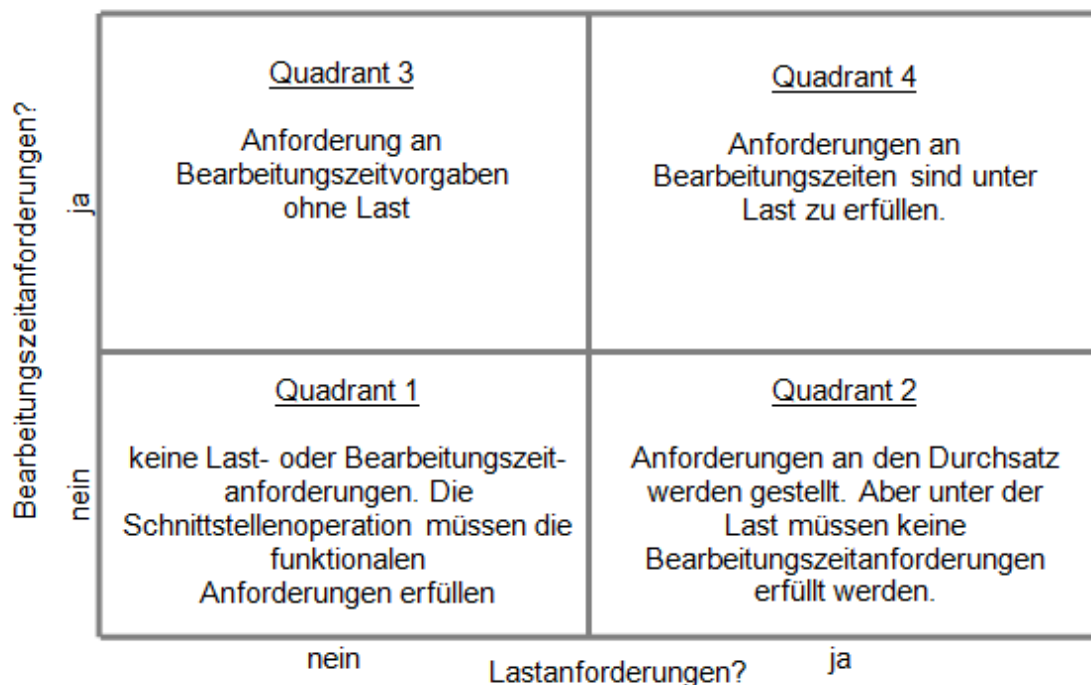 Bearbeitungszeitanforderungen?
ja
nein
Quadrant 3
Anforderung an
Bearbeitungszeitvorgaben
ohne Last
Quadrant 4
Anforderungen an
Bearbeitungszeiten sind unter
Last zu erfüllen.
Quadrant 1
keine Last- oder Bearbeitungszeit-
anforderungen. Die
Schnittstellenoperation müssen die
funktionalen
Anforderungen erfüllen
Quadrant 2
Anforderungen an den Durchsatz
werden gestellt. Aber unter der
Last müssen keine
Bearbeitungszeitanforderungen
erfüllt werden.
nein
Lastanforderungen?
ja